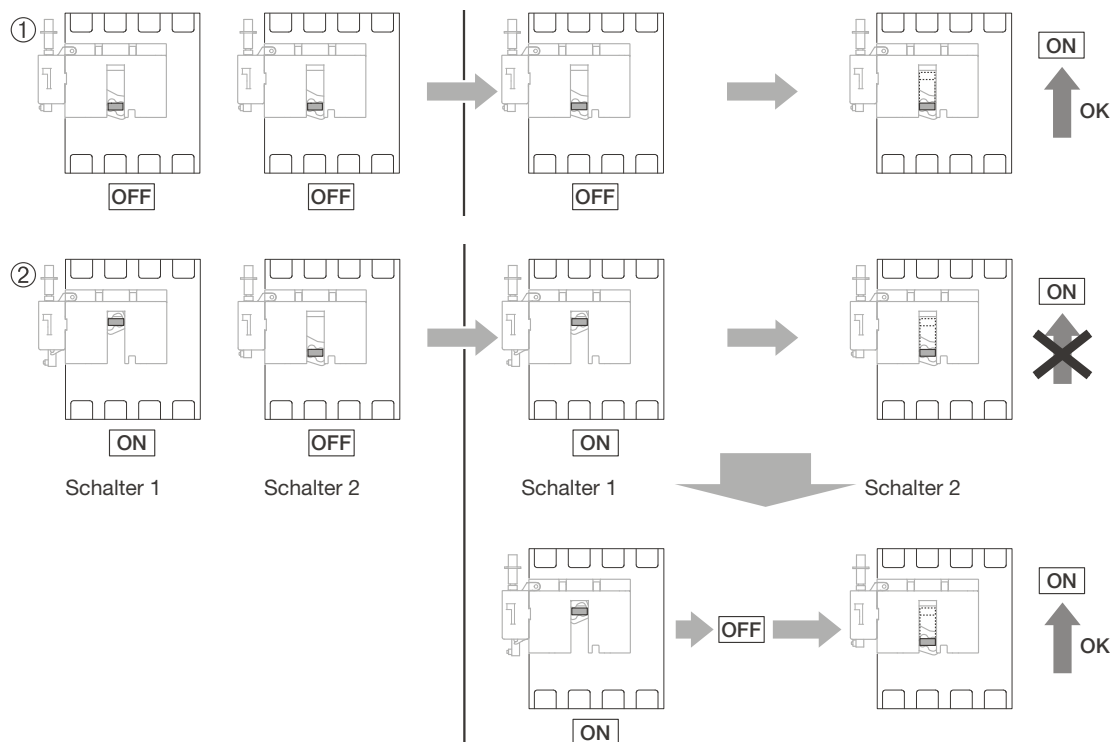 ①
ON
OK
OFF
OFF
OFF
②
ON
ON
OFF
ON
Schalter 1
Schalter 2
Schalter 1
Schalter 2
ON
OFF
OK
ON